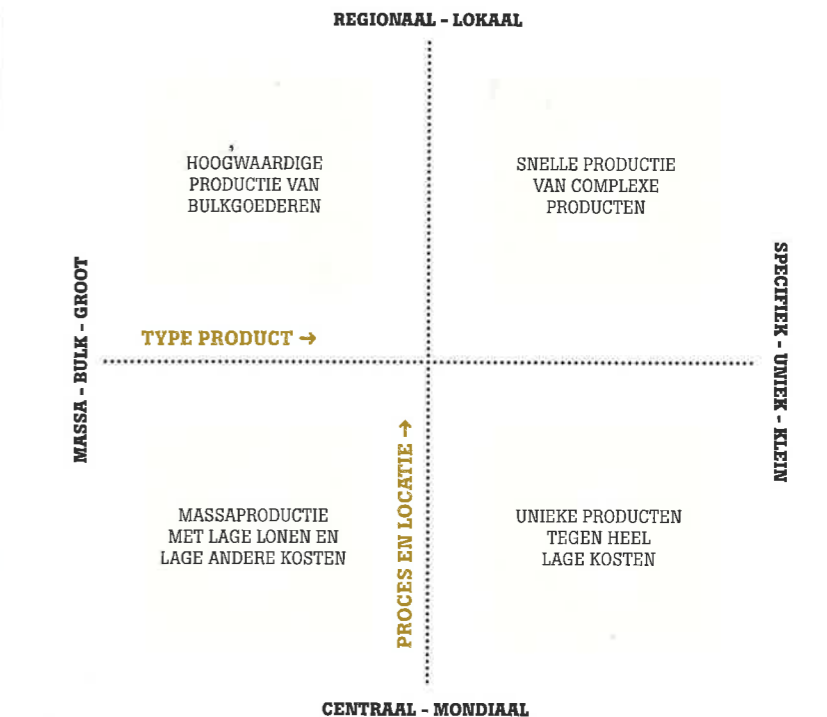 REGIONAAL – LOKAAL
HOOGWAARDIGE
PRODUCTIE VAN
BULKGOEDEREN
SNELLE PRODUCTIE
VAN COMPLEXE
PRODUCTEN
MASSA – BULK – GROOT
TYPE PRODUCT →
SPECIFIEK – UNIEK – KLEIN
PROCES EN LOCATIE →
MASSAPRODUCTIE
MET LAGE LONEN EN
LAGE ANDERE KOSTEN
UNIEKE PRODUCTEN
TEGEN HEEL
LAGE KOSTEN
CENTRAAL – MONDIAAL